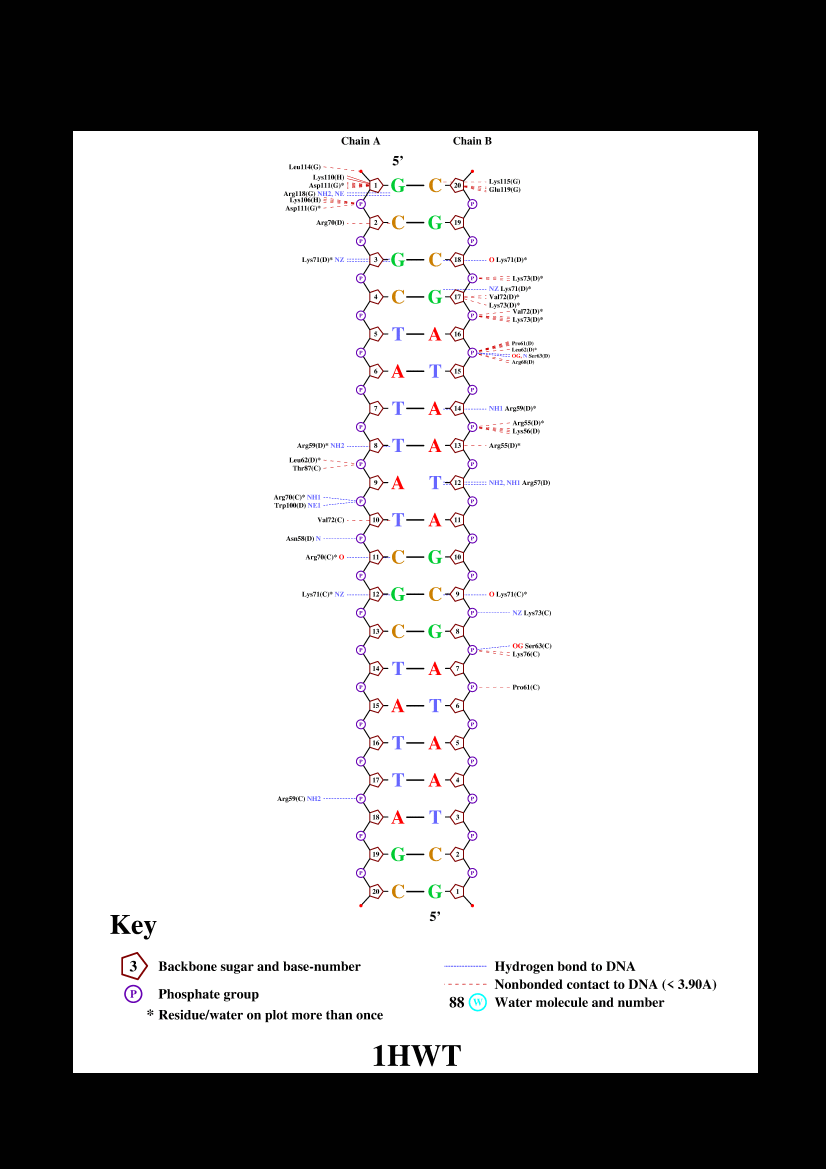 Chain A Chain B
5’
Leu114(G)
Lys110(H)
Asp111(G)*
Arg118(G) NH2, NE
Lys106(H)
Asp111(G)*
1 G C 20
Lys115(G)
Glu119(G)
P P
Arg70(D) 2 C G 19
P P
Lys71(D)* NZ 3 G C 18 O Lys71(D)*
P P Lys73(D)*
NZ Lys71(D)*
4 C G 17 Val72(D)*
Lys73(D)*
P P Val72(D)*
Lys73(D)*
5 T A 16
P P Pro61(D)
Leu62(D)*
OG, N Ser63(D)
Arg68(D)
6 A T 15
P P
7 T A 14 NH1 Arg59(D)*
P P Arg55(D)*
Lys56(D)
Arg59(D)* NH2 8 T A 13 Arg55(D)*
Leu62(D)* P P
Thr87(C)
9 A T 12 NH2, NH1 Arg57(D)
Arg70(C)* NH1 P P
Trp100(D) NE1
Val72(C) 10 T A 11
Asn58(D) N P P
Arg70(C)* O 11 C G 10
P P
Lys71(C)* NZ 12 G C 9 O Lys71(C)*
P P NZ Lys73(C)
13 C G 8
P P OG Ser63(C)
Lys76(C)
14 T A 7
P P Pro61(C)
15 A T 6
P P
16 T A 5
P P
17 T A 4
Arg59(C) NH2 P P
18 A T 3
P P
19 G C 2
P P
20 C G 1
5’
Key
3 Backbone sugar and base-number
P Phosphate group
* Residue/water on plot more than once
Hydrogen bond to DNA
Nonbonded contact to DNA (< 3.90A)
88 W Water molecule and number
1HWT